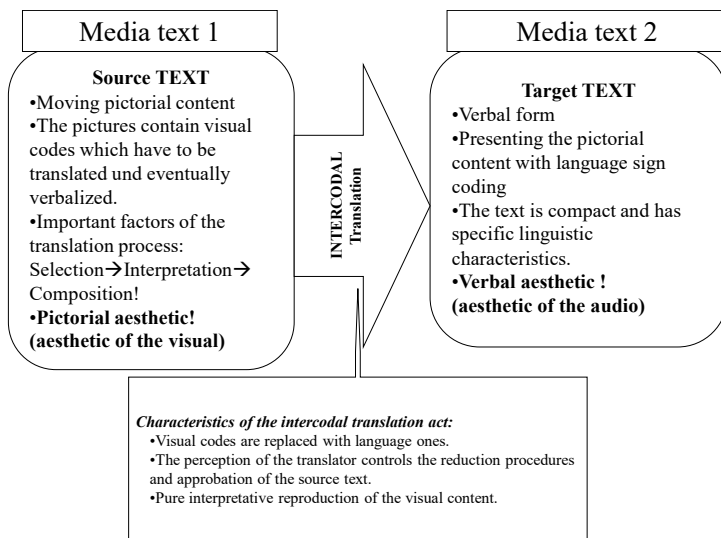 Media text 1
Source TEXT
•Moving pictorial content
•The pictures contain visual
codes which have to be
translated und eventually
verbalized.
•Important factors of the
translation process:
Selection→Interpretation→
Composition!
•Pictorial aesthetic!
(aesthetic of the visual)
INTERCODAL
Translation
Media text 2
Target TEXT
•Verbal form
•Presenting the pictorial
content with language sign
coding
•The text is compact and has
specific linguistic
characteristics.
•Verbal aesthetic !
(aesthetic of the audio)
Characteristics of the intercodal translation act:
•Visual codes are replaced with language ones.
•The perception of the translator controls the reduction procedures
and approbation of the source text.
•Pure interpretative reproduction of the visual content.